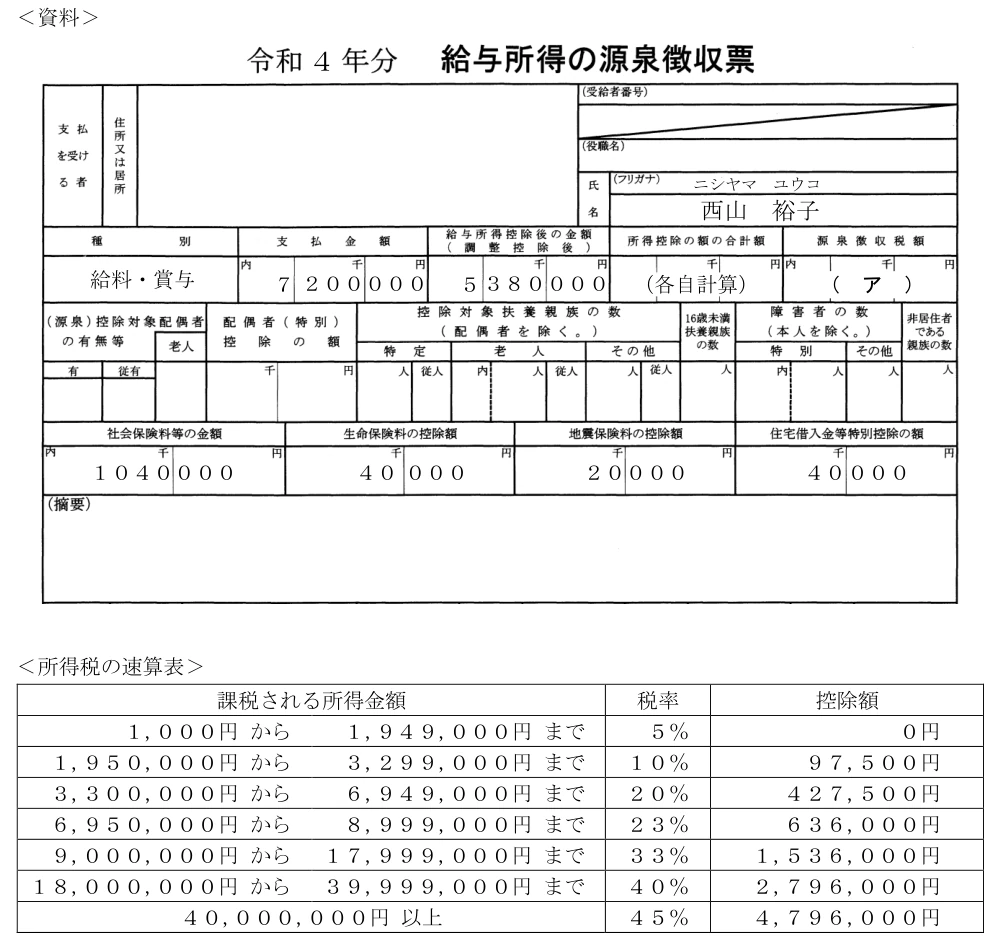 ＜資料＞
令和 4 年分 給与所得の源泉徴収票
支払を受ける者
住所又は居所
(受給者番号)
(役職名)
氏名
(フリガナ) ニシヤマ ユウコ
西山 裕子
種 別 支 払 金 額 給与所得控除後の金額(調整控除後) 所得控除の額の合計額 源泉徴収税額
給料・賞与 内 7 200 000 千 円 5 380 000 円 (各自計算) 千 円 内 (ア) 千 円
(源泉)控除対象配偶者の有無等 老人 配偶者(特別)控除の額 控除対象扶養親族の数(配偶者を除く。) 16歳未満扶養親族の数 障害者の数(本人を除く。) 非居住者である親族の数
特定 老人 その他 特別 その他
有 従有 千 円 人 従人 内 人 従人 人 従人 人 内 人 人 人
社会保険料等の金額 生命保険料の控除額 地震保険料の控除額 住宅借入金等特別控除の額
内 千 円 千 円 千 円 千 円
1040 000 40 000 20 000 40 000
(摘要)
＜所得税の速算表＞
課税される所得金額 税率 控除額
１，０００円 から １，９４９，０００円 まで ５％ ０円
１，９５０，０００円 から ３，２９９，０００円 まで １０％ ９７，５００円
３，３００，０００円 から ６，９４９，０００円 まで ２０％ ４２７，５００円
６，９５０，０００円 から ８，９９９，０００円 まで ２３％ ６３６，０００円
９，０００，０００円 から １７，９９９，０００円 まで ３３％ １，５３６，０００円
１８，０００，０００円 から ３９，９９９，０００円 まで ４０％ ２，７９６，０００円
４０，０００，０００円 以上 ４５％ ４，７９６，０００円